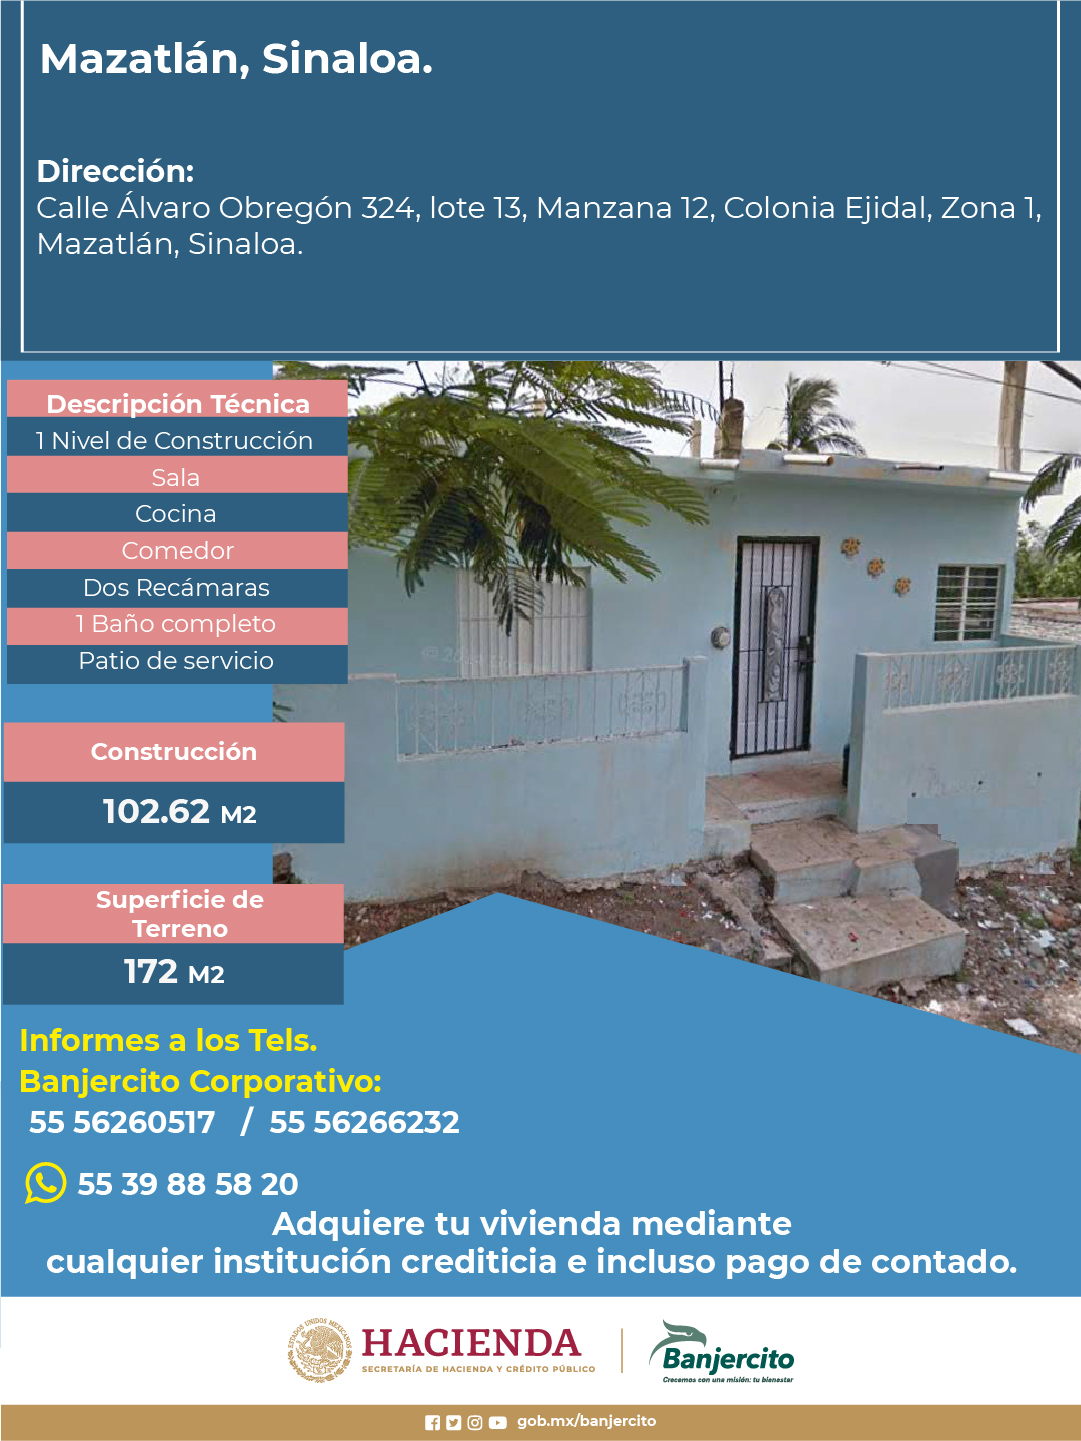 Mazatlán, Sinaloa.
Dirección:
Calle Álvaro Obregón 324, lote 13, Manzana 12, Colonia Ejidal, Zona 1,
Mazatlán, Sinaloa.
Descripción Técnica
1 Nivel de Construcción
Sala
Cocina
Comedor
Dos Recámaras
1 Baño completo
Patio de servicio
Construcción
102.62 M2
Superficie de
Terreno
172 M2
Informes a los Tels.
Banjercito Corporativo:
55 56260517 / 55 56266232
55 39 88 58 20
Adquiere tu vivienda mediante
cualquier institución crediticia e incluso pago de contado.
ESTADOS UNIDOS MEXICANOS
HACIENDA
SECRETARÍA DE HACIENDA Y CRÉDITO PÚBLICO
Banjercito
Crecemos con una misión: tu bienestar
gob.mx/banjercito